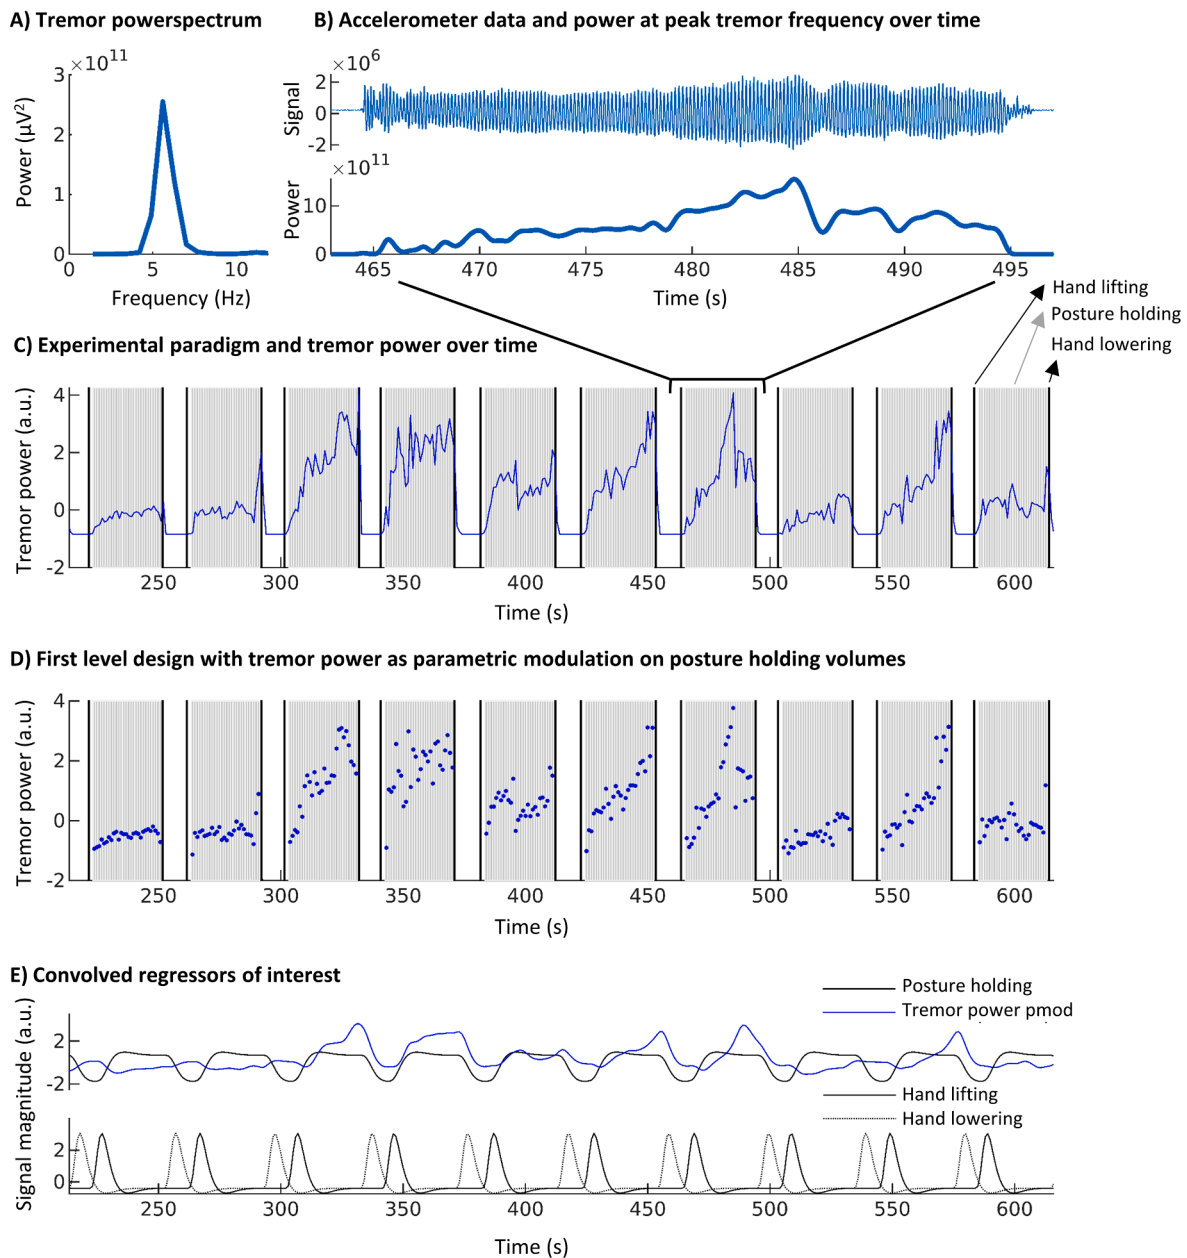 A) Tremor powerspectrum
B) Accelerometer data and power at peak tremor frequency over time
×10¹¹
3
2
1
0
Power (µV²)
0 5 10
Frequency (Hz)
×10⁶
2
0
-2
Signal
×10¹¹
10
0
Power
465 470 475 480 485 490 495
Time (s)
Hand lifting
Posture holding
Hand lowering
C) Experimental paradigm and tremor power over time
4
2
0
-2
Tremor power (a.u.)
250 300 350 400 450 500 550 600
Time (s)
D) First level design with tremor power as parametric modulation on posture holding volumes
4
2
0
-2
Tremor power (a.u.)
250 300 350 400 450 500 550 600
Time (s)
E) Convolved regressors of interest
Posture holding
Tremor power pmod
2
-2
Signal magnitude (a.u.)
Hand lifting
Hand lowering
2
0
250 300 350 400 450 500 550 600
Time (s)